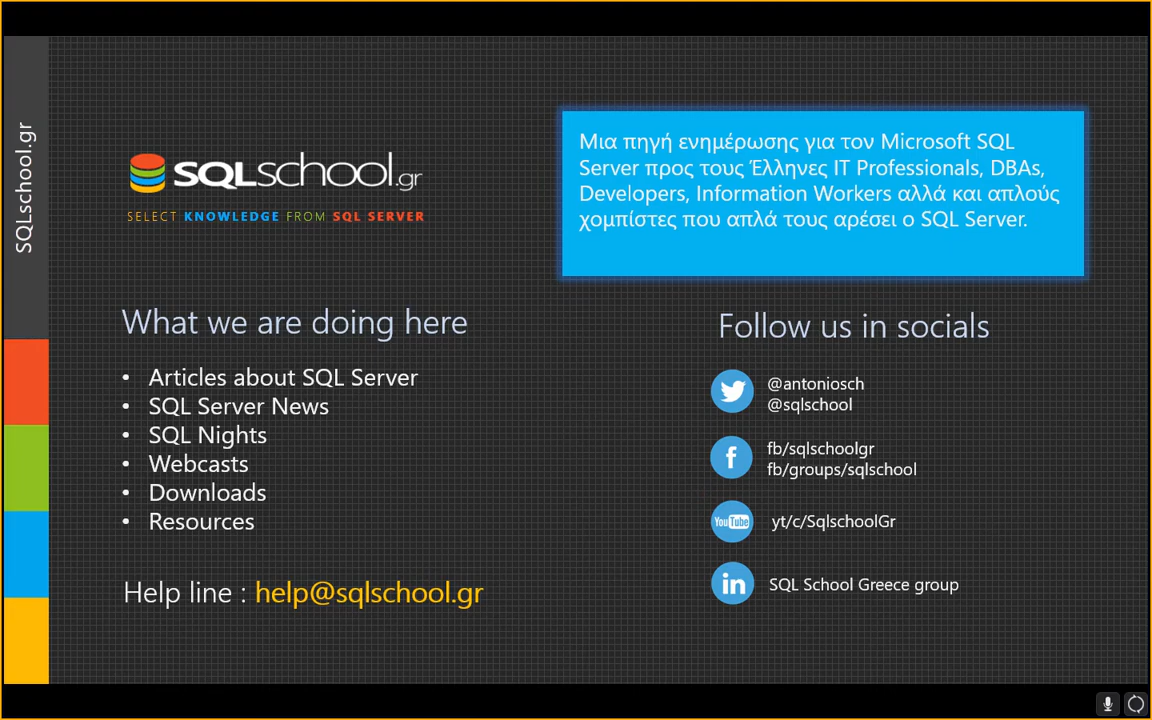 SQLschool.gr
SQLschool.gr
SELECT KNOWLEDGE FROM SQL SERVER
Μια πηγή ενημέρωσης για τον Microsoft SQL
Server προς τους Έλληνες IT Professionals, DBAs,
Developers, Information Workers αλλά και απλούς
χομπίστες που απλά τους αρέσει ο SQL Server.
What we are doing here
• Articles about SQL Server
• SQL Server News
• SQL Nights
• Webcasts
• Downloads
• Resources
Help line : help@sqlschool.gr
Follow us in socials
@antoniosch
@sqlschool
f
fb/sqlschoolgr
fb/groups/sqlschool
YouTube
yt/c/SqlschoolGr
in
SQL School Greece group